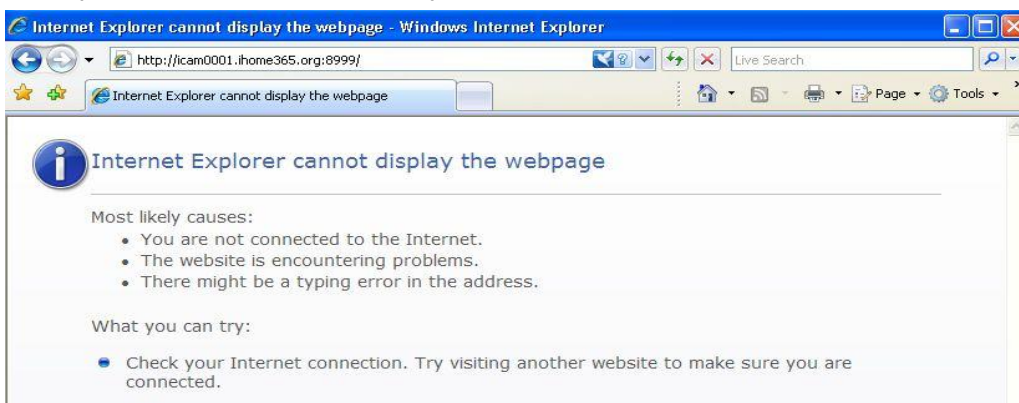 Internet Explorer cannot display the webpage - Windows Internet Explorer
http://icam0001.ihome365.org:8999/
Live Search
Internet Explorer cannot display the webpage
Page
Tools
Internet Explorer cannot display the webpage
Most likely causes:
You are not connected to the Internet.
The website is encountering problems.
There might be a typing error in the address.
What you can try:
Check your Internet connection. Try visiting another website to make sure you are
connected.